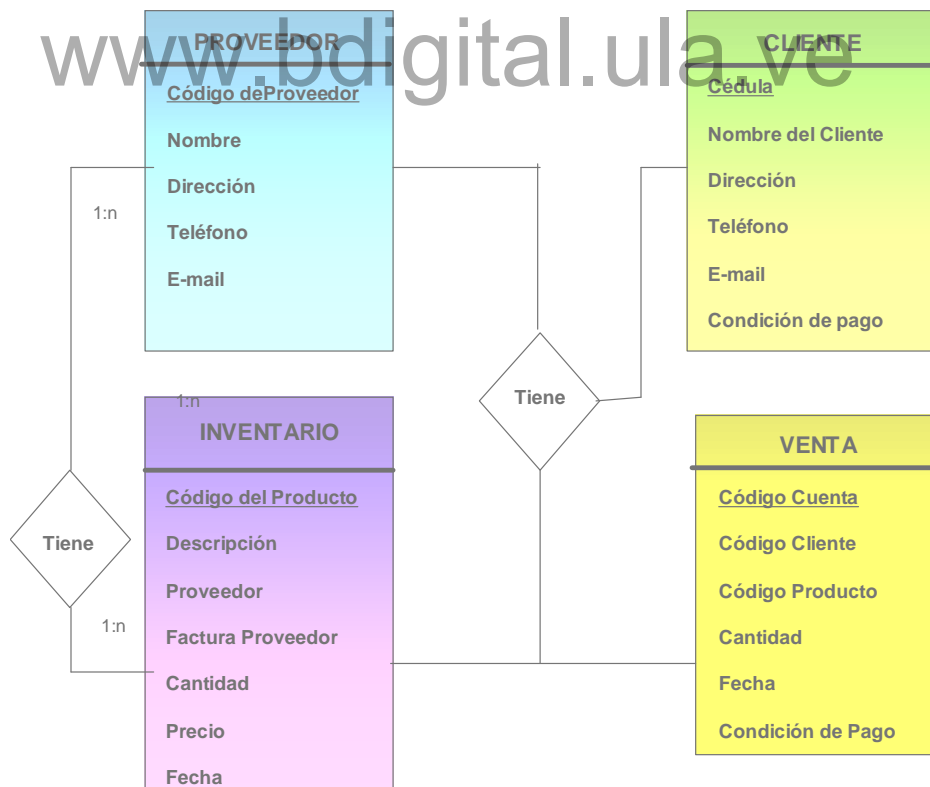 www.bdigital.ula.ve
PROVEEDOR
Código deProveedor
Nombre
Dirección
Teléfono
E-mail
CLIENTE
Cédula
Nombre del Cliente
Dirección
Teléfono
E-mail
Condición de pago
1:n
Tiene
1:n
INVENTARIO
Código del Producto
Descripción
Proveedor
Factura Proveedor
Cantidad
Precio
Fecha
Tiene
1:n
VENTA
Código Cuenta
Código Cliente
Código Producto
Cantidad
Fecha
Condición de Pago